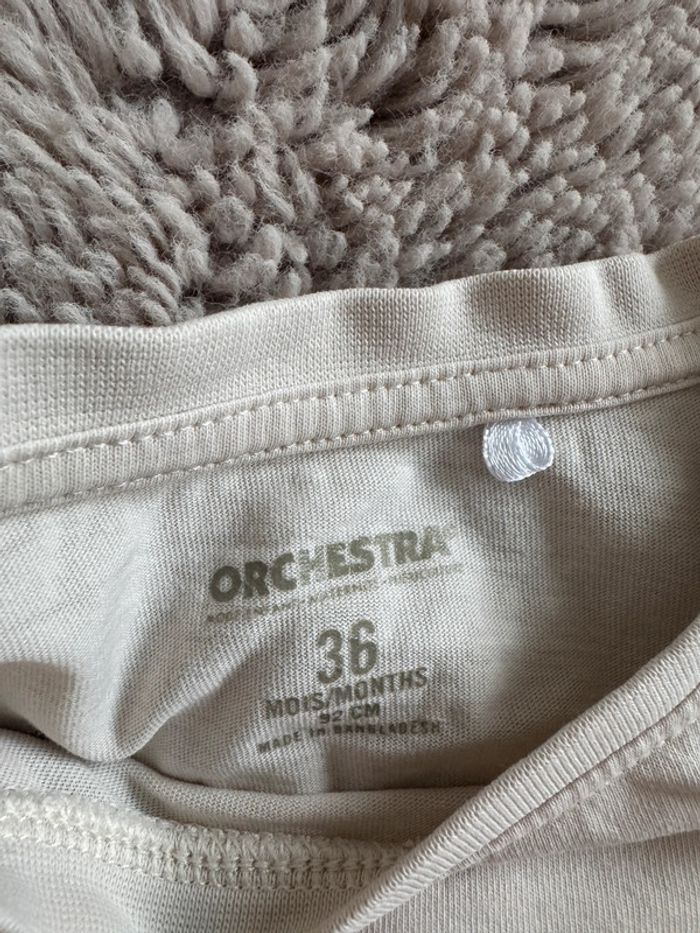 ORCHESTRA
36
MOIS/MONTHS
92 CM
MADE IN BANGLADESH